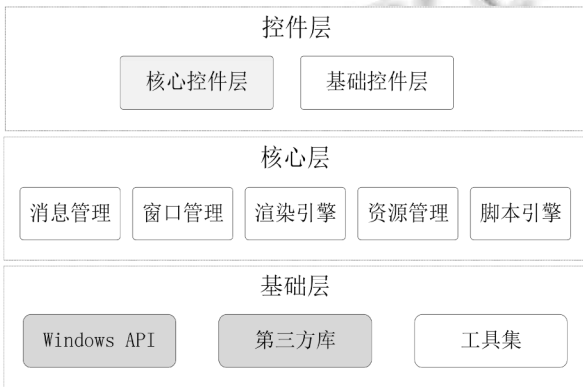 控件层
核心控件层 基础控件层
核心层
消息管理 窗口管理 渲染引擎 资源管理 脚本引擎
基础层
Windows API 第三方库 工具集